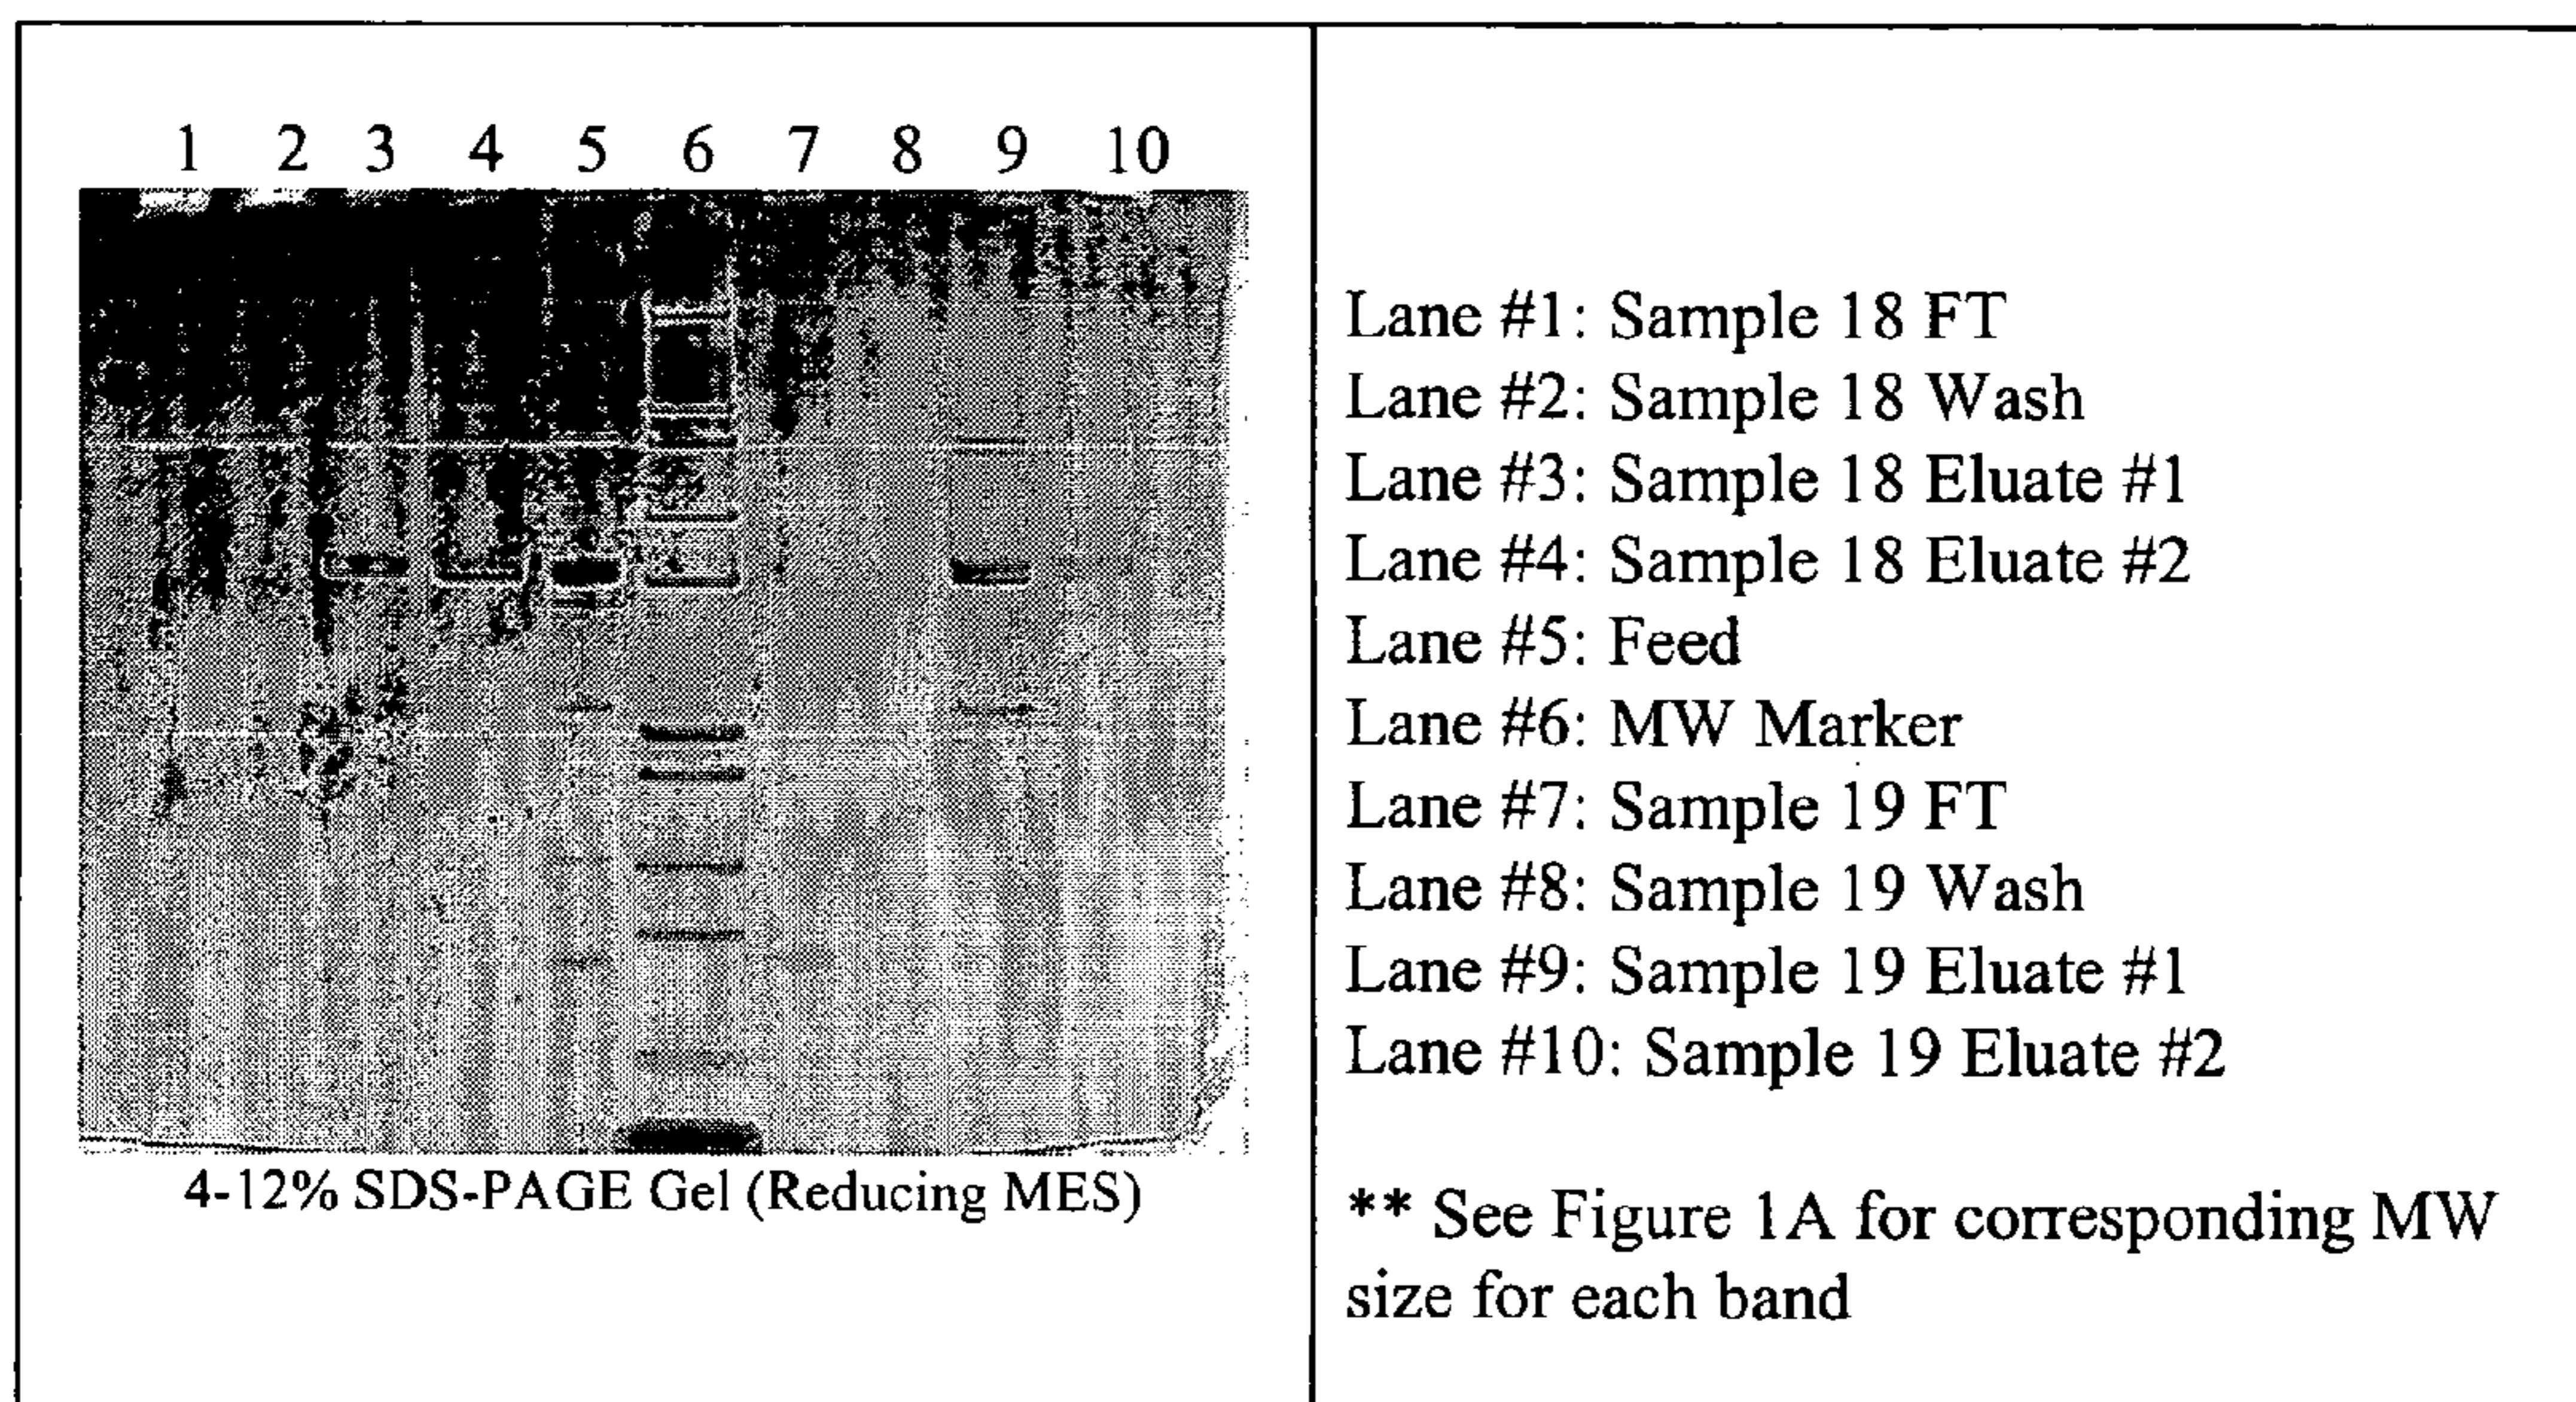 1 2 3 4 5 6 7 8 9 10
4-12% SDS-PAGE Gel (Reducing MES)
Lane #1: Sample 18 FT
Lane #2: Sample 18 Wash
Lane #3: Sample 18 Eluate #1
Lane #4: Sample 18 Eluate #2
Lane #5: Feed
Lane #6: MW Marker
Lane #7: Sample 19 FT
Lane #8: Sample 19 Wash
Lane #9: Sample 19 Eluate #1
Lane #10: Sample 19 Eluate #2
** See Figure 1A for corresponding MW
size for each band